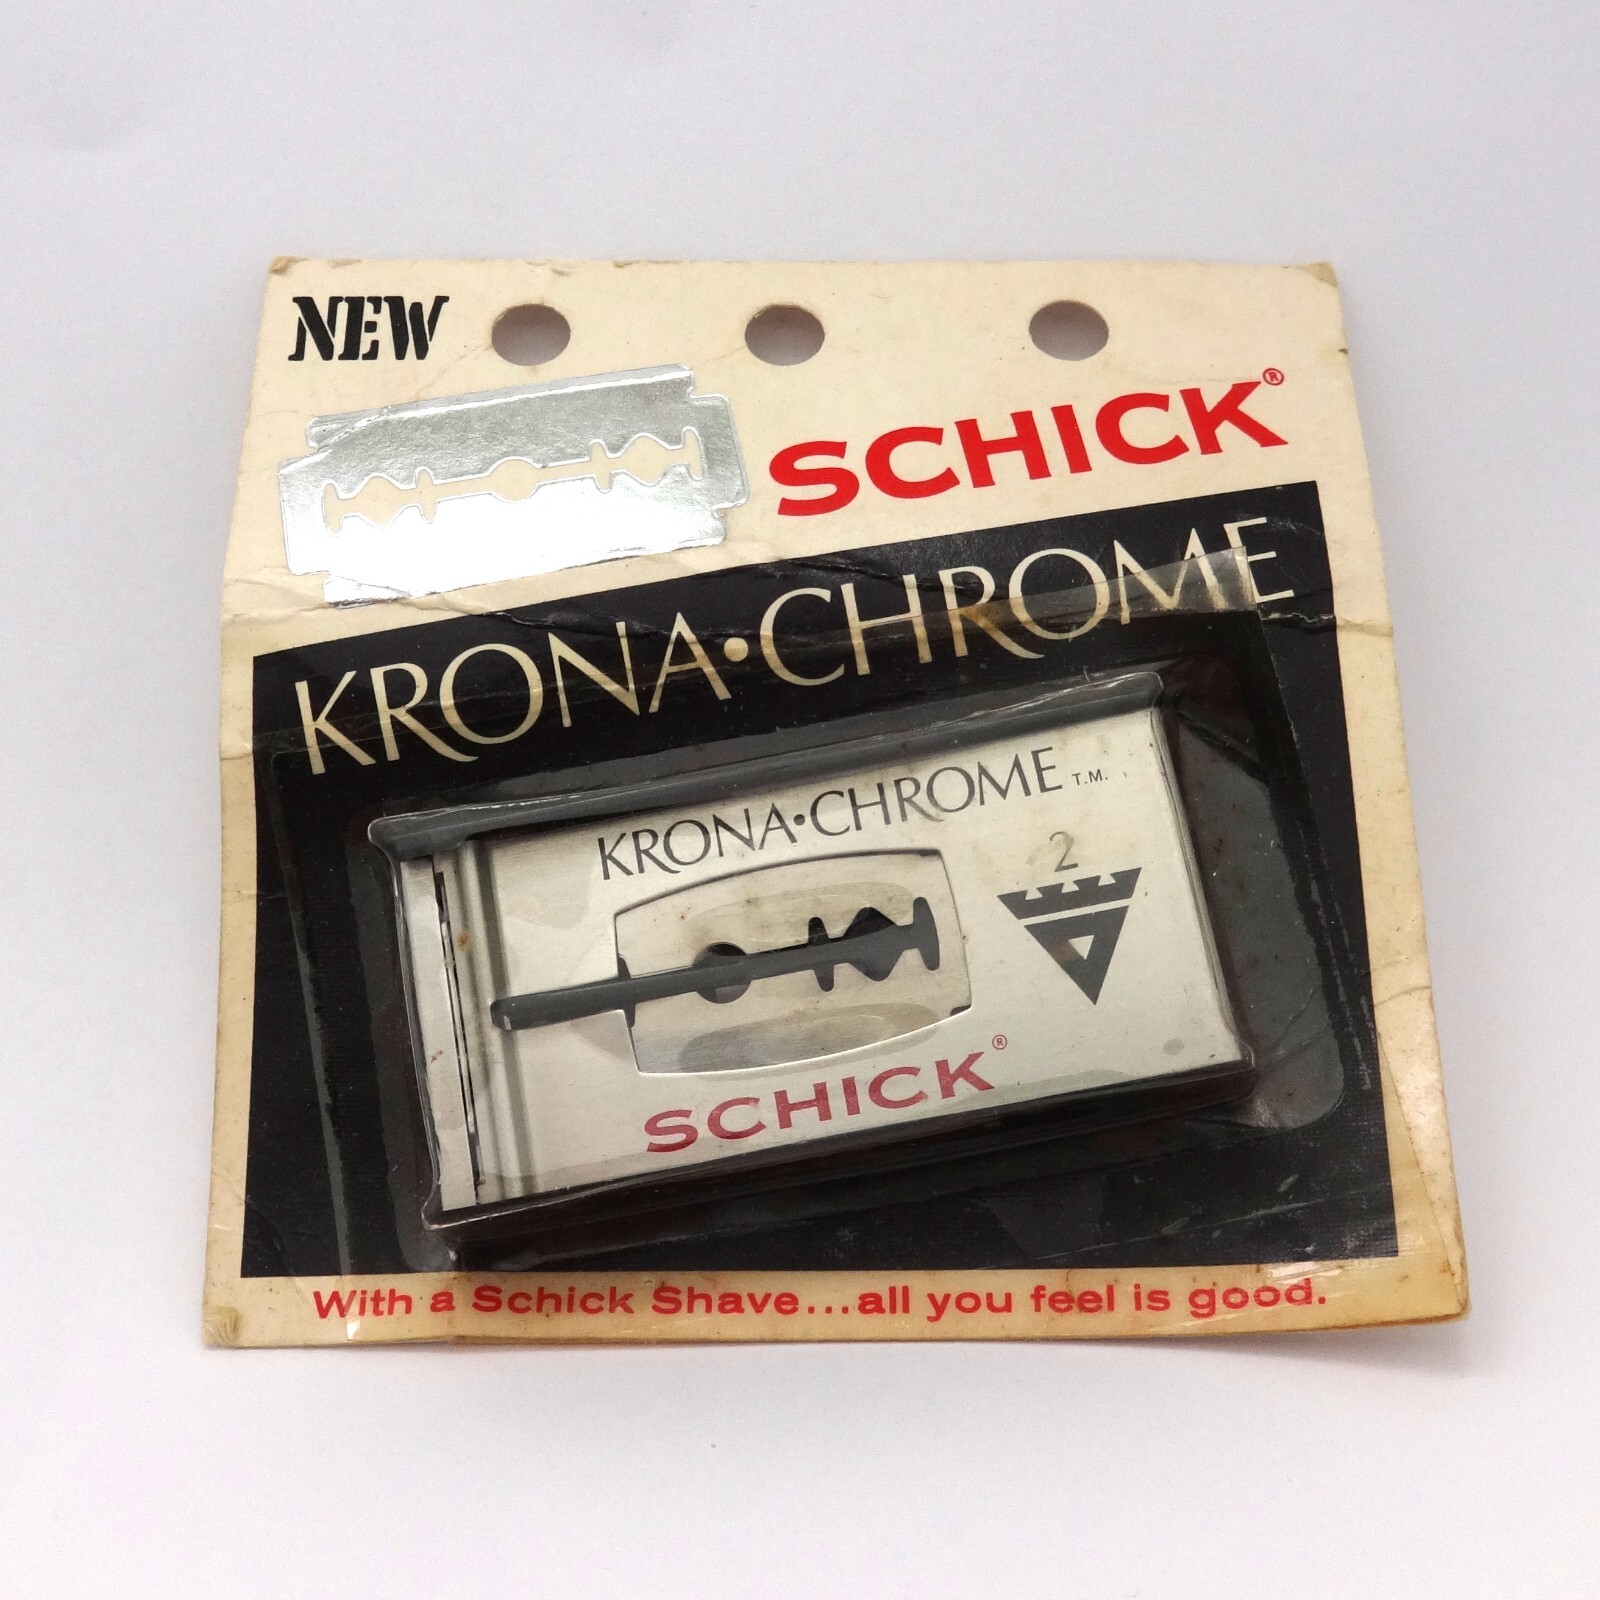 NEW
SCHICK®
KRONA•CHROME
KRONA•CHROME T.M.
2
SCHICK®
With a Schick Shave...all you feel is good.